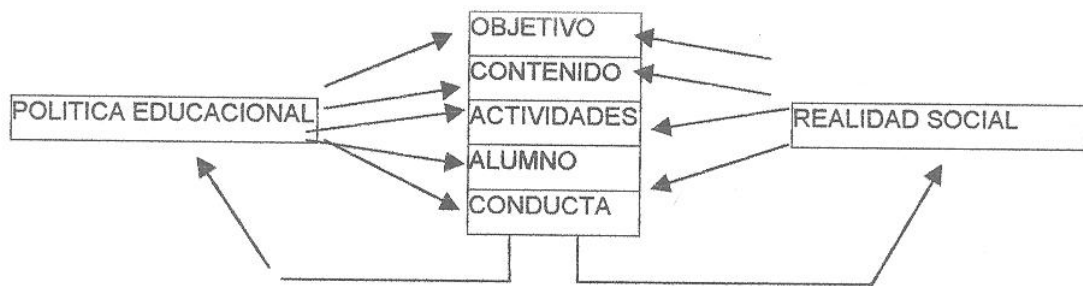 OBJETIVO
CONTENIDO
POLITICA EDUCACIONAL
ACTIVIDADES
REALIDAD SOCIAL
ALUMNO
CONDUCTA